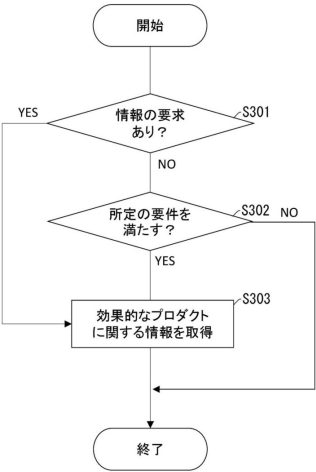 開始
情報の要求
あり？
S301
YES
NO
所定の要件を
満たす？
S302
NO
YES
S303
効果的なプロダクト
に関する情報を取得
終了